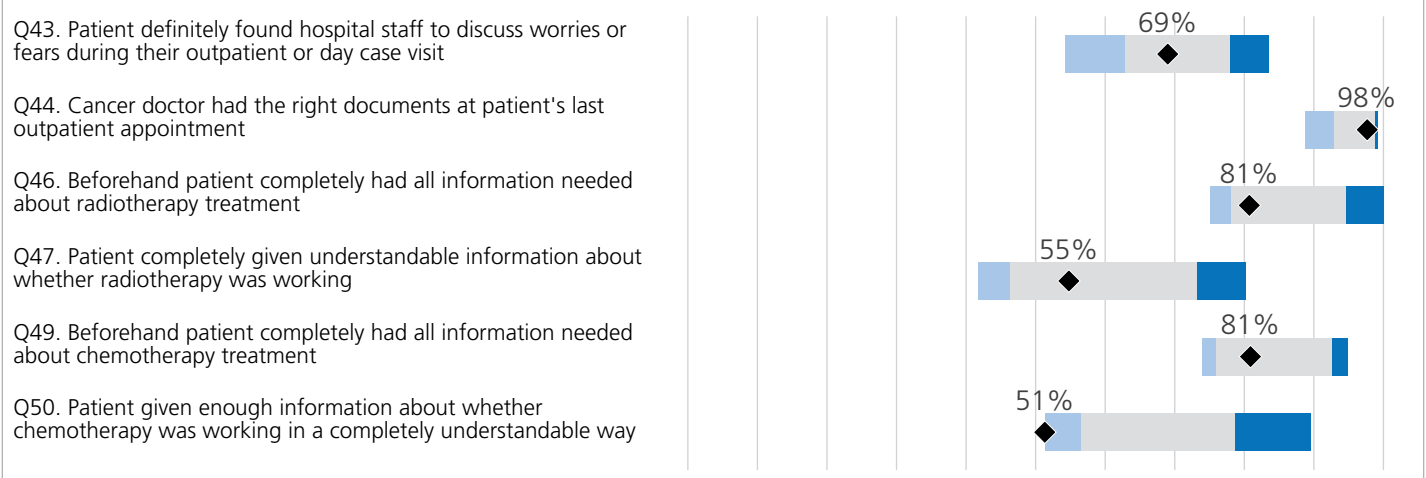 Q43. Patient definitely found hospital staff to discuss worries or
fears during their outpatient or day case visit
69%
Q44. Cancer doctor had the right documents at patient's last
outpatient appointment
98%
Q46. Beforehand patient completely had all information needed
about radiotherapy treatment
81%
Q47. Patient completely given understandable information about
whether radiotherapy was working
55%
Q49. Beforehand patient completely had all information needed
about chemotherapy treatment
81%
Q50. Patient given enough information about whether
chemotherapy was working in a completely understandable way
51%